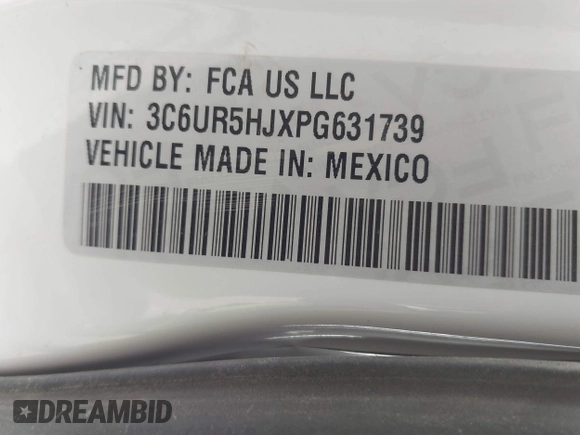 MFD BY: FCA US LLC
VIN: 3C6UR5HJXPG631739
VEHICLE MADE IN: MEXICO
DREAMBID